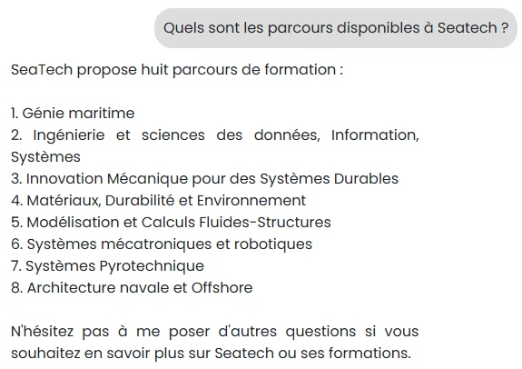 Quels sont les parcours disponibles à Seatech ?
SeaTech propose huit parcours de formation :
1. Génie maritime
2. Ingénierie et sciences des données, Information,
Systèmes
3. Innovation Mécanique pour des Systèmes Durables
4. Matériaux, Durabilité et Environnement
5. Modélisation et Calculs Fluides-Structures
6. Systèmes mécatroniques et robotiques
7. Systèmes Pyrotechnique
8. Architecture navale et Offshore
N'hésitez pas à me poser d'autres questions si vous
souhaitez en savoir plus sur Seatech ou ses formations.